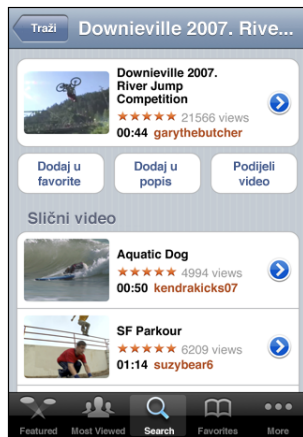 Traži
Downieville 2007. Rive...
Downieville 2007.
River Jump
Competition
21566 views
00:44 garythebutcher
Dodaj u
favorite
Dodaj u
popis
Podijeli
video
Slični video
Aquatic Dog
4994 views
00:50 kendrakicks07
SF Parkour
6209 views
01:14 suzybear6
Featured
Most Viewed
Search
Favorites
More